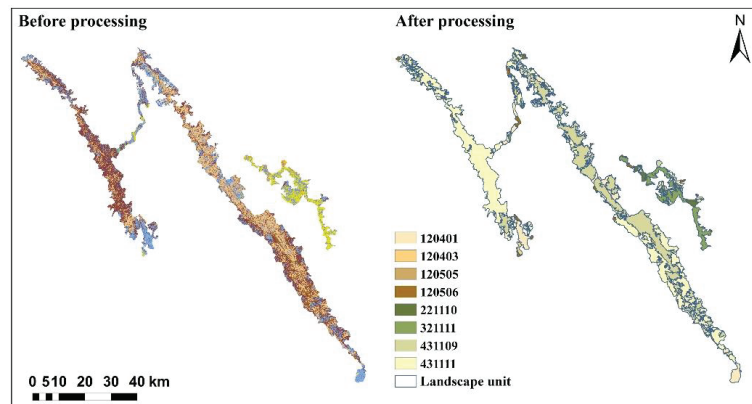 Before processing
After processing
N
120401
120403
120505
120506
221110
321111
431109
431111
Landscape unit
0 510 20 30 40 km